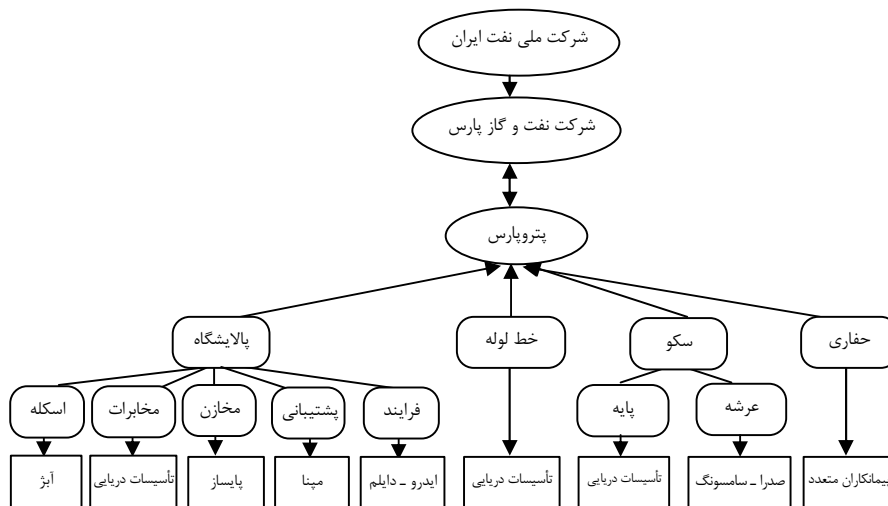 شرکت ملی نفت ایران
شرکت نفت و گاز پارس
پتروپارس
حفاری
سکو
خط لوله
پالایشگاه
عرشه
پایه
فرایند
پشتیبانی
مخازن
مخابرات
اسکله
پیمانکاران متعدد
صدرا ـ سامسونگ
تأسیسات دریایی
تأسیسات دریایی
ایدرو ـ دایلم
مپنا
پایساز
تأسیسات دریایی
آبژ